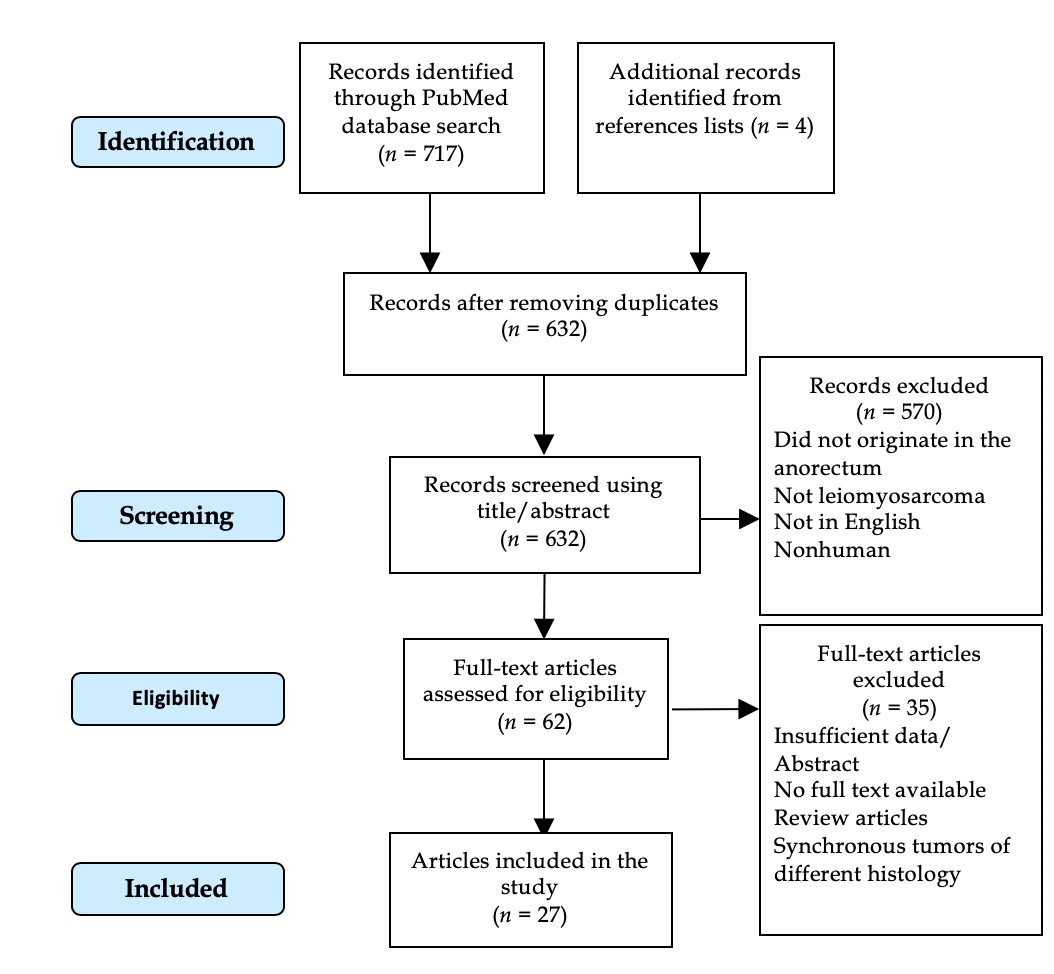 Records identified
through PubMed
database search
(n = 717)
Additional records
identified from
references lists (n = 4)
Identification
Records after removing duplicates
(n = 632)
Records excluded
(n = 570)
Did not originate in the
anorectum
Not leiomyosarcoma
Not in English
Nonhuman
Screening
Records screened using
title/abstract
(n = 632)
Full-text articles
assessed for eligibility
(n = 62)
Eligibility
Full-text articles
excluded
(n = 35)
Insufficient data/
Abstract
No full text available
Review articles
Synchronous tumors of
different histology
Included
Articles included in the
study
(n = 27)